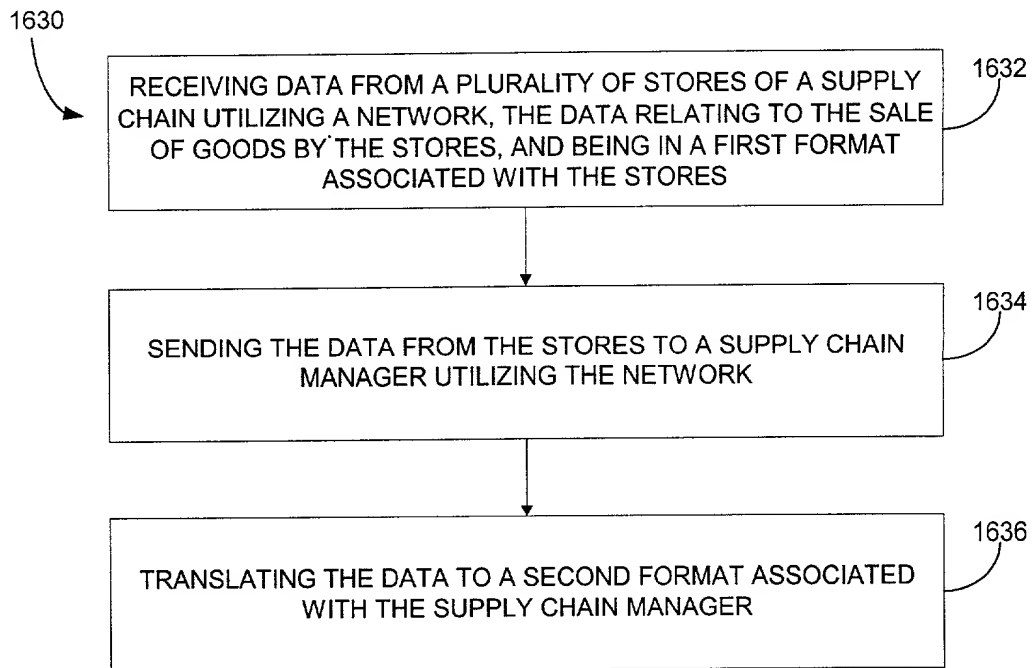 1630
1632
RECEIVING DATA FROM A PLURALITY OF STORES OF A SUPPLY
CHAIN UTILIZING A NETWORK, THE DATA RELATING TO THE SALE
OF GOODS BY THE STORES, AND BEING IN A FIRST FORMAT
ASSOCIATED WITH THE STORES
1634
SENDING THE DATA FROM THE STORES TO A SUPPLY CHAIN
MANAGER UTILIZING THE NETWORK
1636
TRANSLATING THE DATA TO A SECOND FORMAT ASSOCIATED
WITH THE SUPPLY CHAIN MANAGER